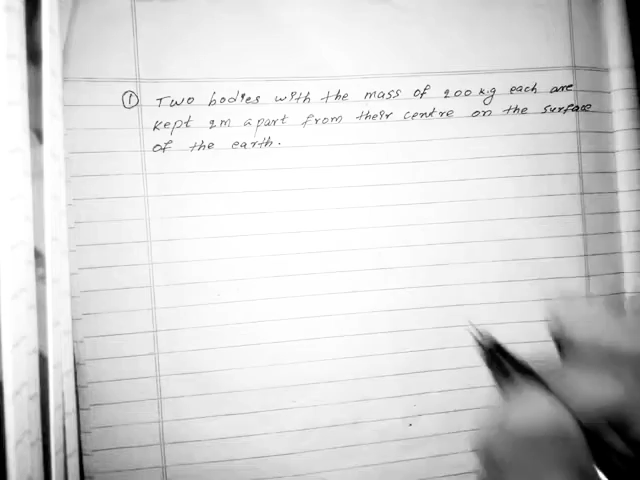 ① Two bodies with the mass of 200 kg each are
kept 2m apart from their centre on the surface
of the earth.